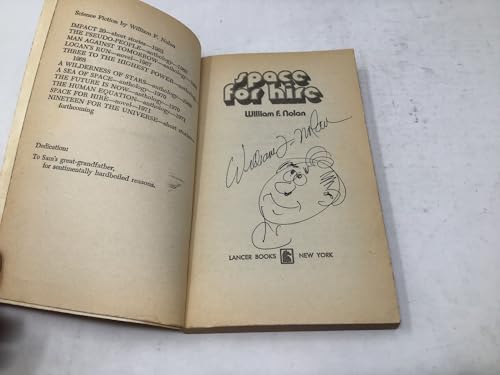 Science Fiction by William F. Nolan
IMPACT 20—short stories—1963
THE PSEUDO-PEOPLE—anthology—1965
MAN AGAINST TOMORROW—anthology—1965
LOGAN'S RUN—novel—1967
THREE TO THE HIGHEST POWER—anthology—
1968
A WILDERNESS OF STARS—anthology—1969
A SEA OF SPACE—anthology—1970
THE FUTURE IS NOW—anthology—1970
THE HUMAN EQUATION—anthology—1971
SPACE FOR HIRE—novel—1971
NINETEEN FOR THE UNIVERSE—short stories,
forthcoming
Dedication:
To Sam's great-grandfather,
for sentimentally hardboiled reasons.
space
for hire
William F. Nolan
William F. Nolan
LANCER BOOKS NEW YORK